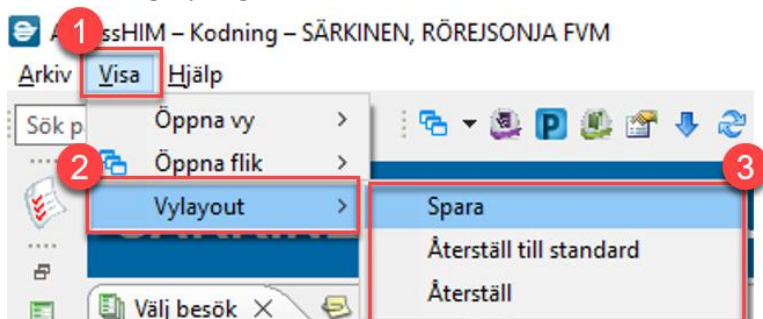 1
ssHIM – Kodning – SÄRKINEN, RÖREJSONJA FVM
Arkiv Visa Hjälp
Sök p
Öppna vy >
P
2
Öppna flik >
3
Vylayout >
Spara
Återställ till standard
Återställ
Välj besök X